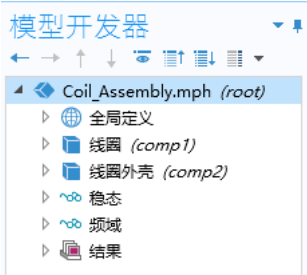 模型开发器
Coil_Assembly.mph (root)
全局定义
线圈 (comp1)
线圈外壳 (comp2)
稳态
频域
结果